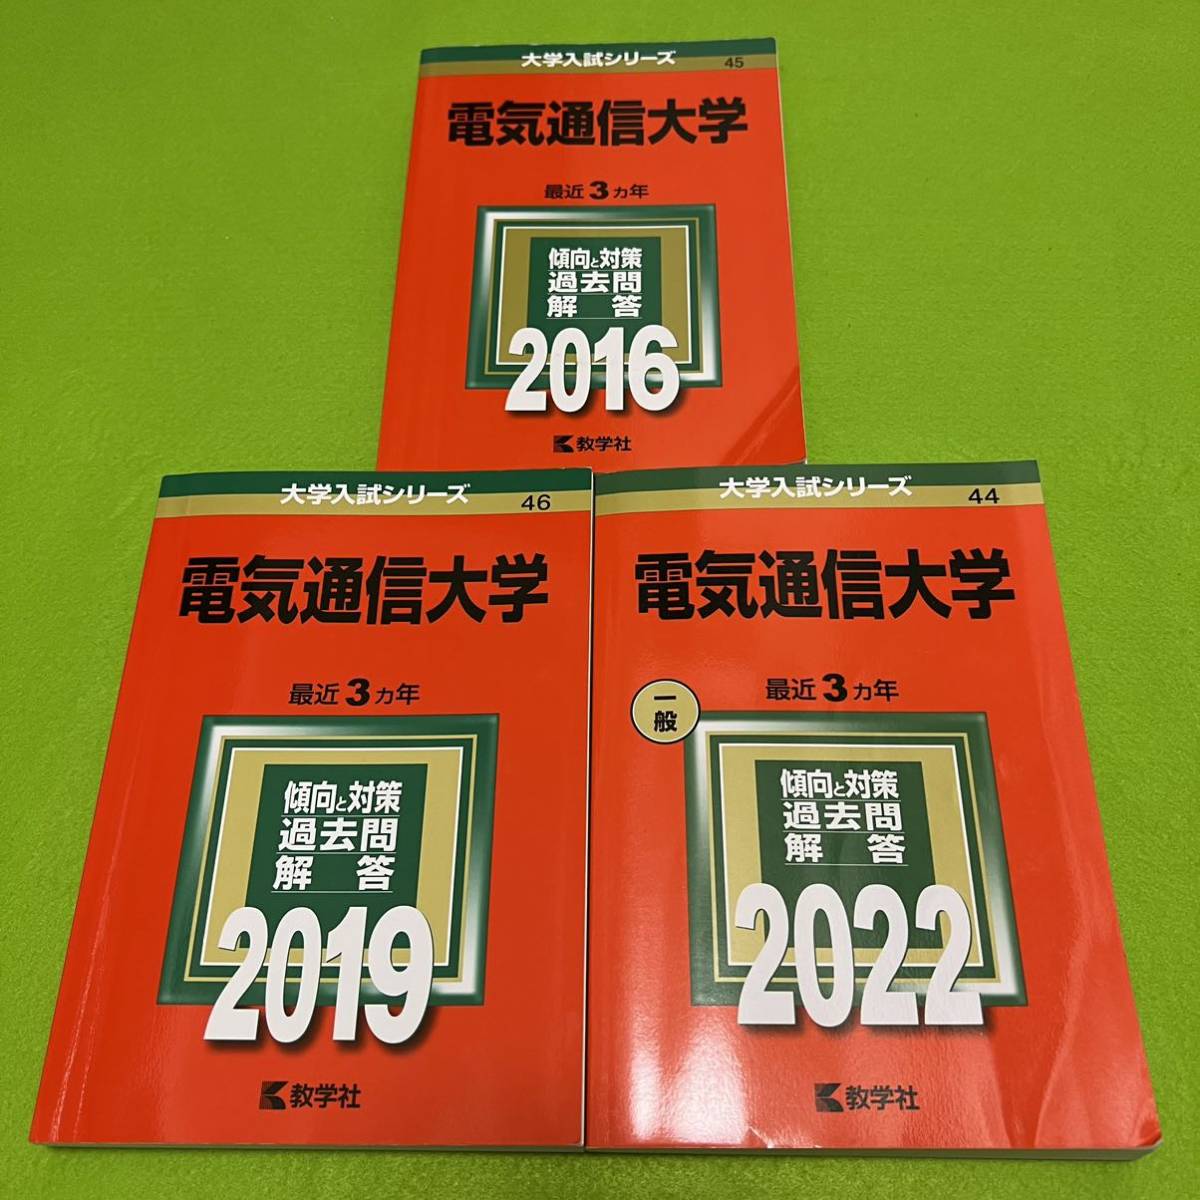 大学入試シリーズ
45
電気通信大学
最近3カ年
傾向と対策
過去問
解答
2016
教学社
大学入試シリーズ
46
電気通信大学
最近3カ年
傾向と対策
過去問
解答
2019
教学社
大学入試シリーズ
44
電気通信大学
最近3カ年
一般
傾向と対策
過去問
解答
2022
教学社